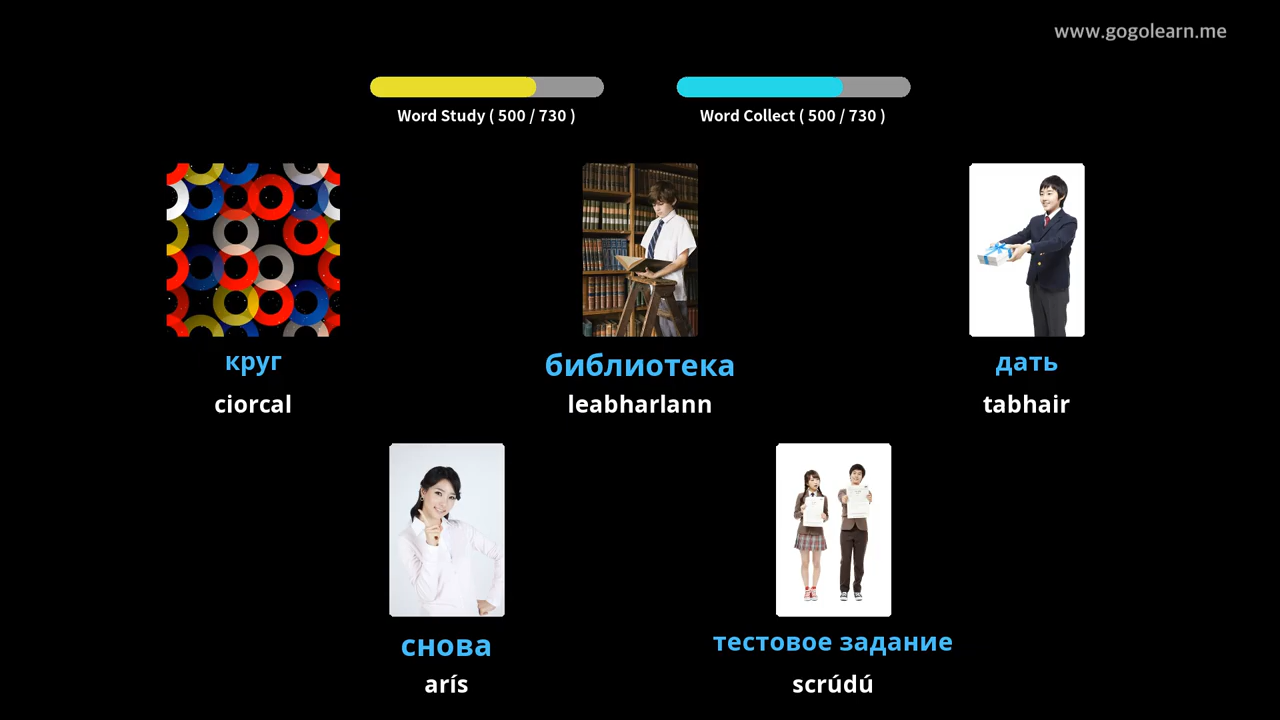 www.gogolearn.me
Word Study ( 500 / 730 )
Word Collect ( 500 / 730 )
круг
ciorcal
библиотека
leabharlann
дать
tabhair
снова
arís
тестовое задание
scrúdú